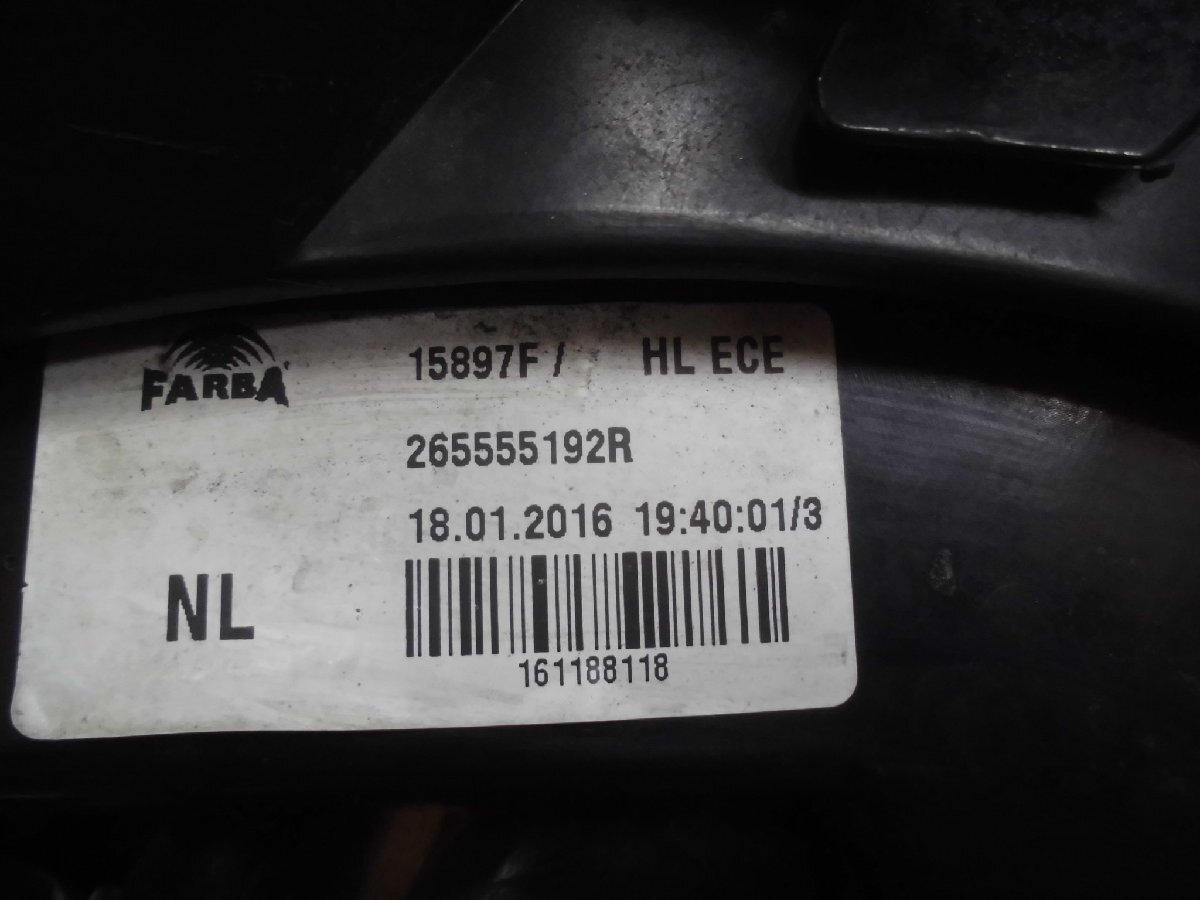 FARBA
15897F / HL ECE
265555192R
18.01.2016 19:40:01/3
NL
161188118